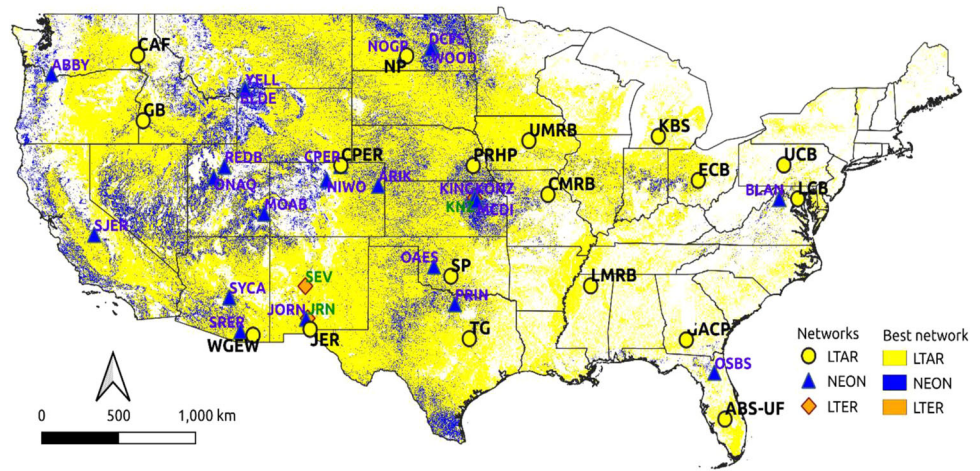 CAF
ABBY
GB
NOGP
NP
DCFS
WOOD
YELL
BLDE
UMRB
KBS
REDB
ONAQ
CPER
CPER
NIWO
ARIK
PRHP
KING
KONZ
MCDI
CMRB
ECB
UCB
BLAN
LCB
MOAB
SJER
SEV
OAES
SP
SYCA
JORN
JRN
PRIN
LMRB
SRER
WGEW
JER
TG
GACP
OSBS
ABS-UF
Networks
LTAR
NEON
LTER
Best network
LTAR
NEON
LTER
0 500 1,000 km